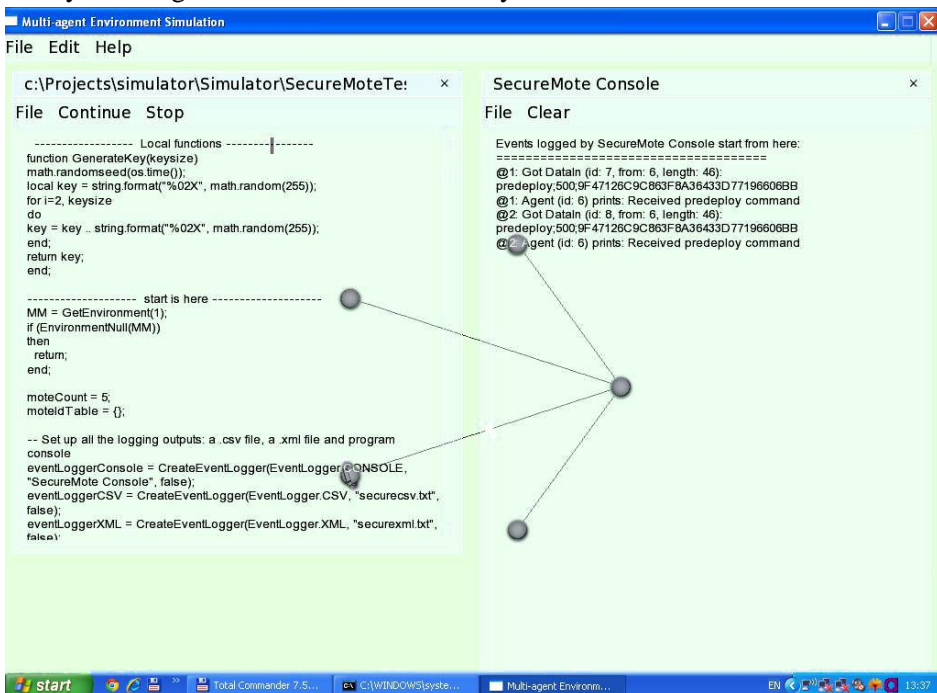 Multi-agent Environment Simulation
File Edit Help
c:\Projects\simulator\Simulator\SecureMoteTe: ×
File Continue Stop
------------------ Local functions ----------------
function GenerateKey(keysize)
math.randomseed(os.time());
local key = string.format("%02X", math.random(255));
for i=2, keysize
do
key = key .. string.format("%02X", math.random(255));
end;
return key;
end;
-------------------- start is here --------------------
MM = GetEnvironment(1);
if (EnvironmentNull(MM))
then
return;
end;
moteCount = 5;
moteIdTable = {};
-- Set up all the logging outputs: a .csv file, a .xml file and program
console
eventLoggerConsole = CreateEventLogger(EventLogger.CONSOLE,
"SecureMote Console", false);
eventLoggerCSV = CreateEventLogger(EventLogger.CSV, "securecsv.txt",
false);
eventLoggerXML = CreateEventLogger(EventLogger.XML, "securexml.txt",
false);
SecureMote Console ×
File Clear
Events logged by SecureMote Console start from here:
=====================================
@1: Got DataIn (id: 7, from: 6, length: 46):
predeploy;500;9F47126C9C863F8A36433D77196606BB
@1: Agent (id: 6) prints: Received predeploy command
@2: Got DataIn (id: 8, from: 6, length: 46):
predeploy;500;9F47126C9C863F8A36433D77196606BB
@2: Agent (id: 6) prints: Received predeploy command
start
Total Commander 7.5...
C:\WINDOWS\syste...
Multi-agent Environm...
EN
13:37